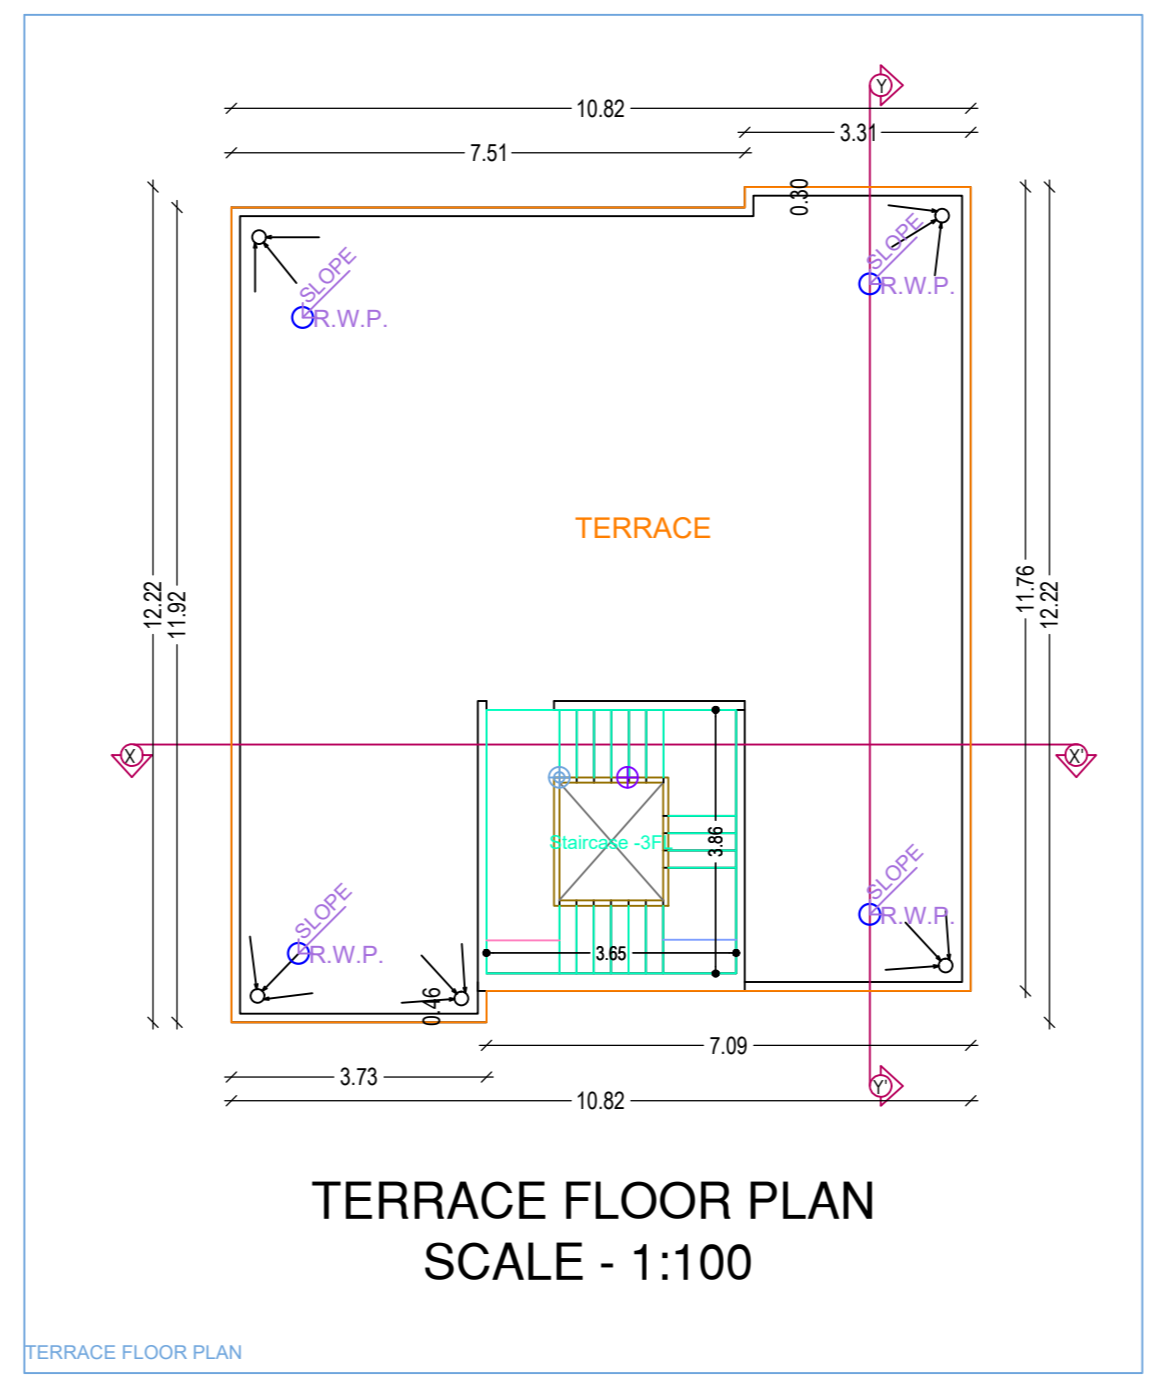 Y
10.82
3.31
7.51
0.30
SLOPE
R.W.P.
SLOPE
R.W.P.
TERRACE
12.22
11.92
11.76
12.22
X
X'
Staircase -3FL
3.86
3.65
SLOPE
R.W.P.
SLOPE
R.W.P.
0.46
7.09
3.73
Y'
10.82
TERRACE FLOOR PLAN
SCALE - 1:100
TERRACE FLOOR PLAN